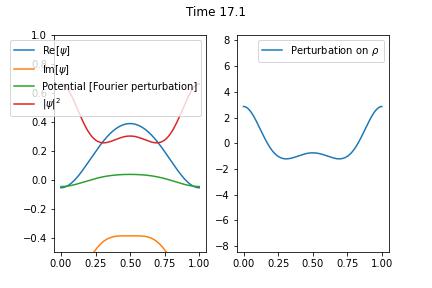 Time 17.1
Re[ψ]
Im[ψ]
Potential [Fourier perturbation]
|ψ|²
1.0
0.8
0.6
0.4
0.2
0.0
−0.2
−0.4
0.00 0.25 0.50 0.75 1.00
Perturbation on ρ
8
6
4
2
0
−2
−4
−6
−8
0.00 0.25 0.50 0.75 1.00